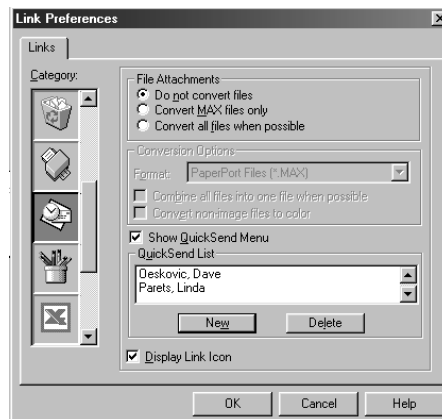 Link Preferences
Links
Category:
File Attachments
Do not convert files
Convert MAX files only
Convert all files when possible
Conversion Options
Format: PaperPort Files (*.MAX)
Combine all files into one file when possible
Convert non-image files to color
Show QuickSend Menu
QuickSend List
Oeskovic, Dave
Parets, Linda
New Delete
Display Link Icon
OK Cancel Help